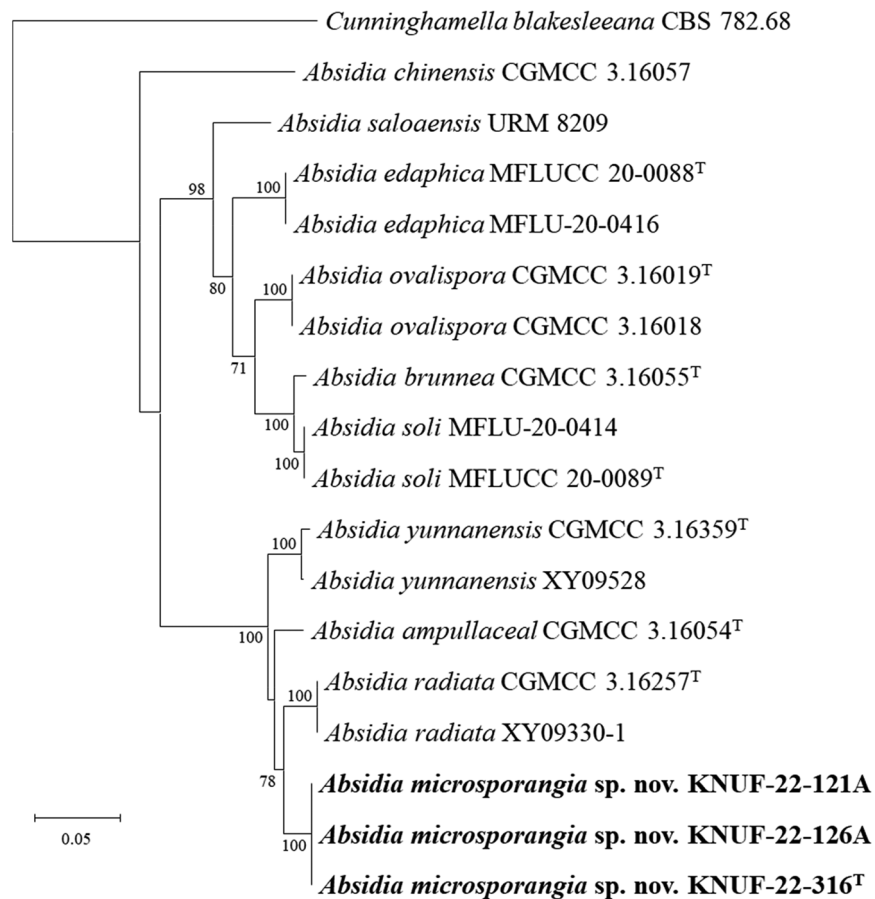 Cunninghamella blakesleeana CBS 782.68
Absidia chinensis CGMCC 3.16057
Absidia saloaensis URM 8209
98
100
Absidia edaphica MFLUCC 20-0088ᵀ
Absidia edaphica MFLU-20-0416
80
100
Absidia ovalispora CGMCC 3.16019ᵀ
Absidia ovalispora CGMCC 3.16018
71
Absidia brunnea CGMCC 3.16055ᵀ
100
Absidia soli MFLU-20-0414
100
Absidia soli MFLUCC 20-0089ᵀ
Absidia yunnanensis CGMCC 3.16359ᵀ
100
Absidia yunnanensis XY09528
100
Absidia ampullaceal CGMCC 3.16054ᵀ
Absidia radiata CGMCC 3.16257ᵀ
100
Absidia radiata XY09330-1
78
Absidia microsporangia sp. nov. KNUF-22-121A
Absidia microsporangia sp. nov. KNUF-22-126A
100
Absidia microsporangia sp. nov. KNUF-22-316ᵀ
0.05